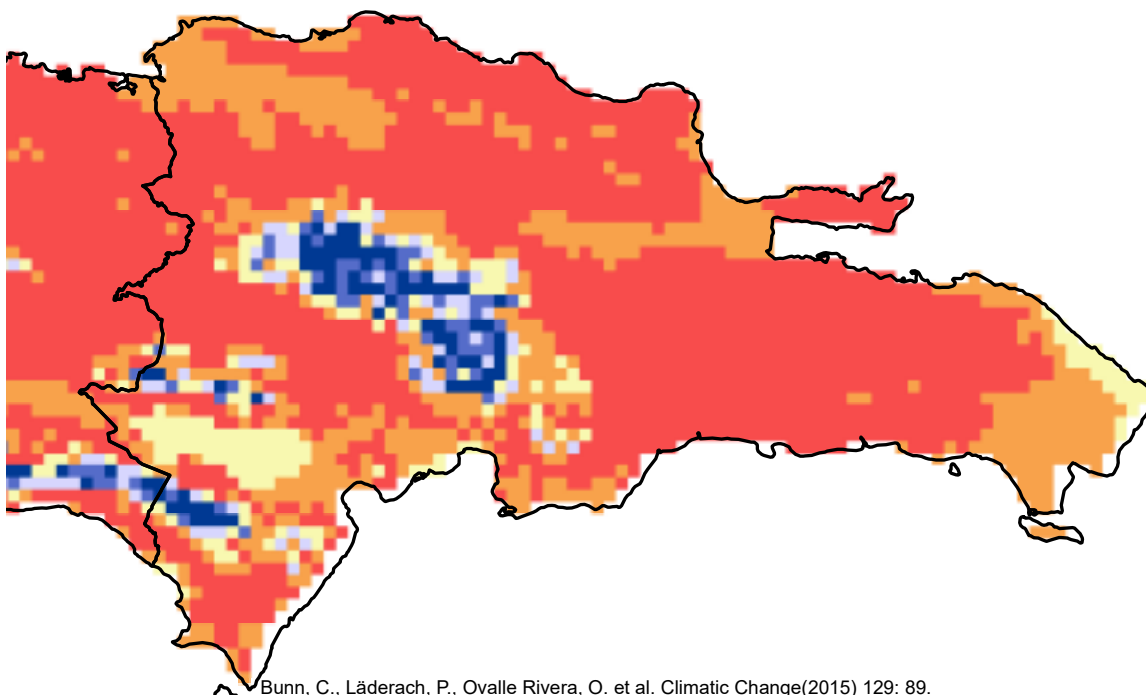 Bunn, C., Läderach, P., Ovalle Rivera, O. et al. Climatic Change(2015) 129: 89.